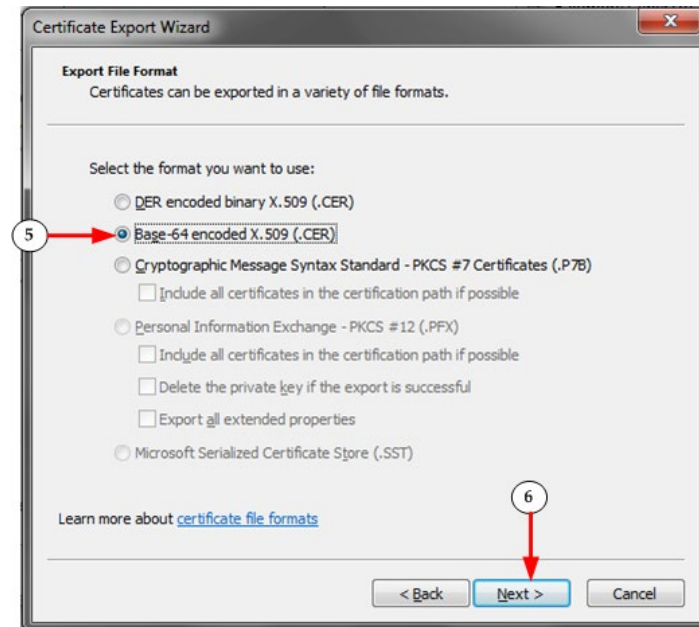 Certificate Export Wizard
X
Export File Format
Certificates can be exported in a variety of file formats.
Select the format you want to use:
DER encoded binary X.509 (.CER)
5
Base-64 encoded X.509 (.CER)
Cryptographic Message Syntax Standard - PKCS #7 Certificates (.P7B)
Include all certificates in the certification path if possible
Personal Information Exchange - PKCS #12 (.PFX)
Include all certificates in the certification path if possible
Delete the private key if the export is successful
Export all extended properties
Microsoft Serialized Certificate Store (.SST)
6
Learn more about certificate file formats
< Back Next > Cancel